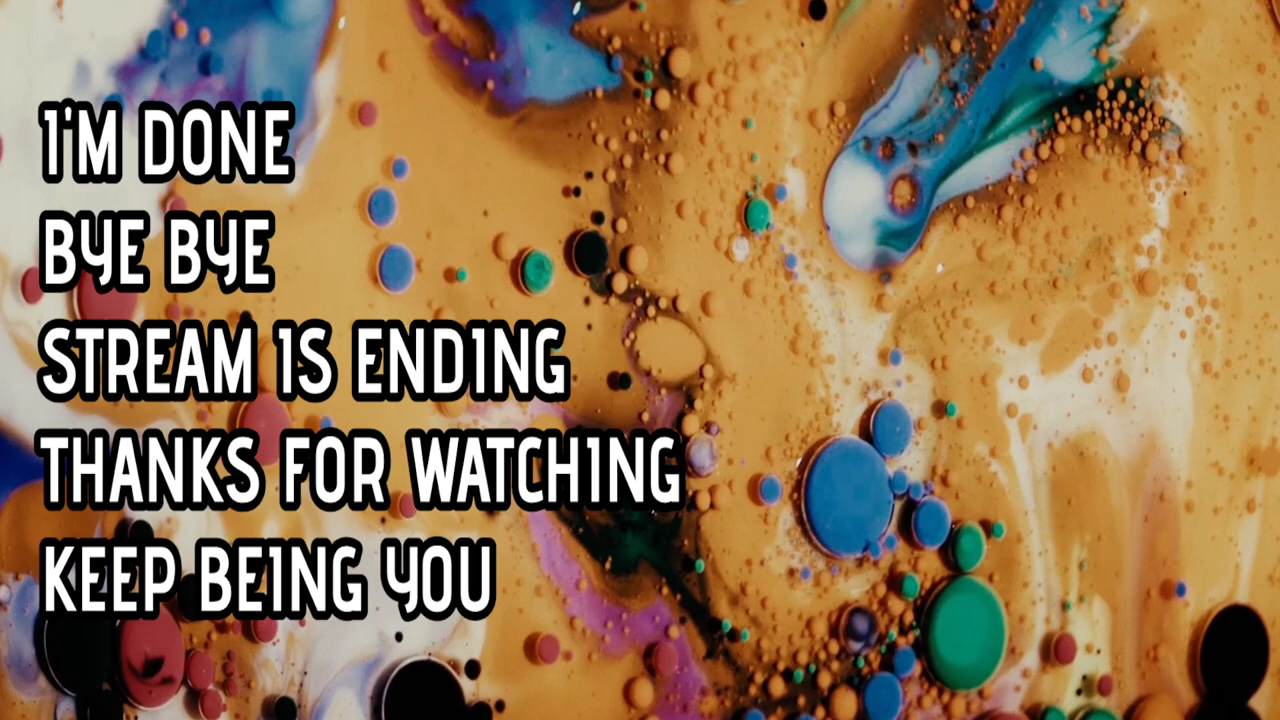 I'M DONE
BYE BYE
STREAM IS ENDING
THANKS FOR WATCHING
KEEP BEING YOU